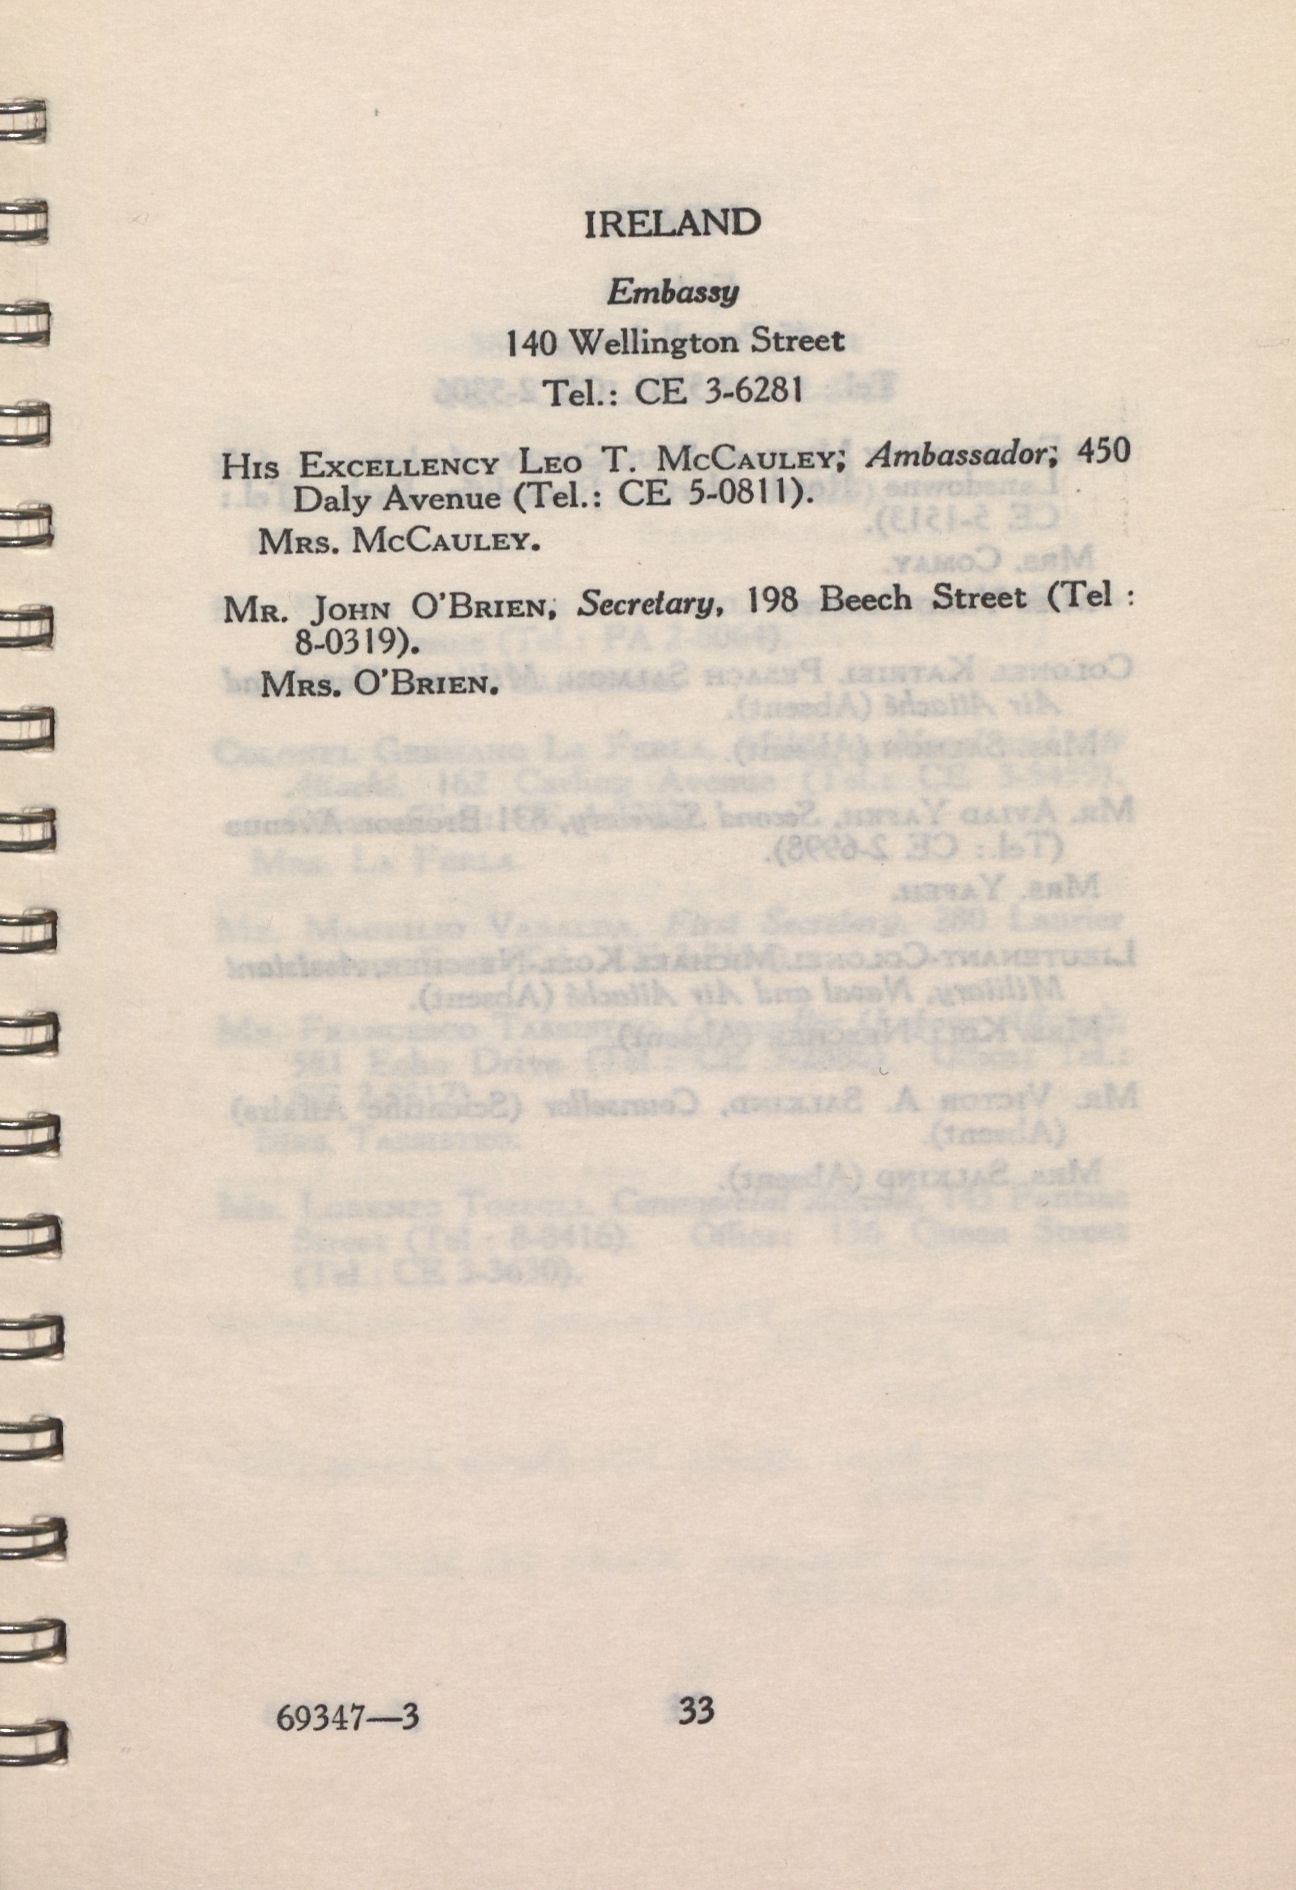 IRELAND
Embassy
140 Wellington Street
Tel.: CE 3-6281
HIS EXCELLENCY LEO T. MCCAULEY; Ambassador; 450
Daly Avenue (Tel.: CE 5-0811).
MRS. MCCAULEY.
MR. JOHN O'BRIEN, Secretary, 198 Beech Street (Tel :
8-0319).
MRS. O'BRIEN.
69347—3
33